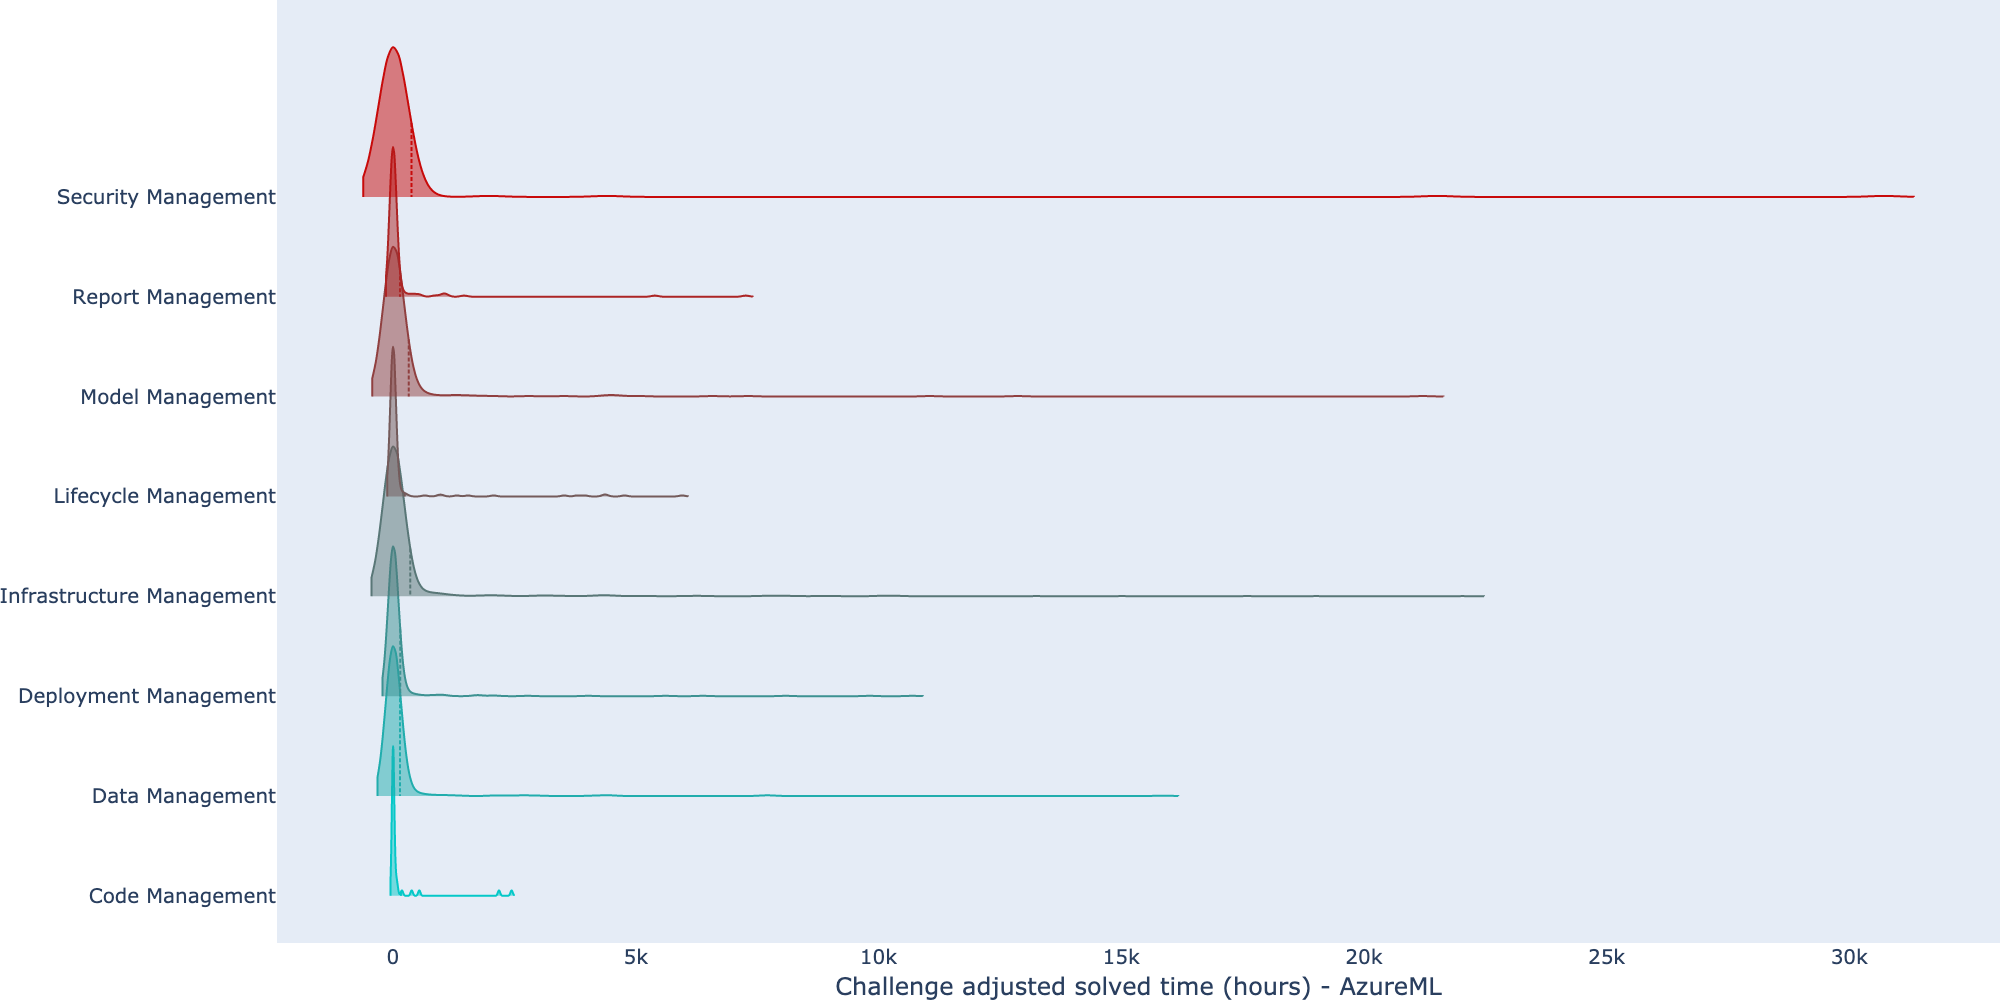 Security Management
Report Management
Model Management
Lifecycle Management
Infrastructure Management
Deployment Management
Data Management
Code Management
0 5k 10k 15k 20k 25k 30k
Challenge adjusted solved time (hours) - AzureML